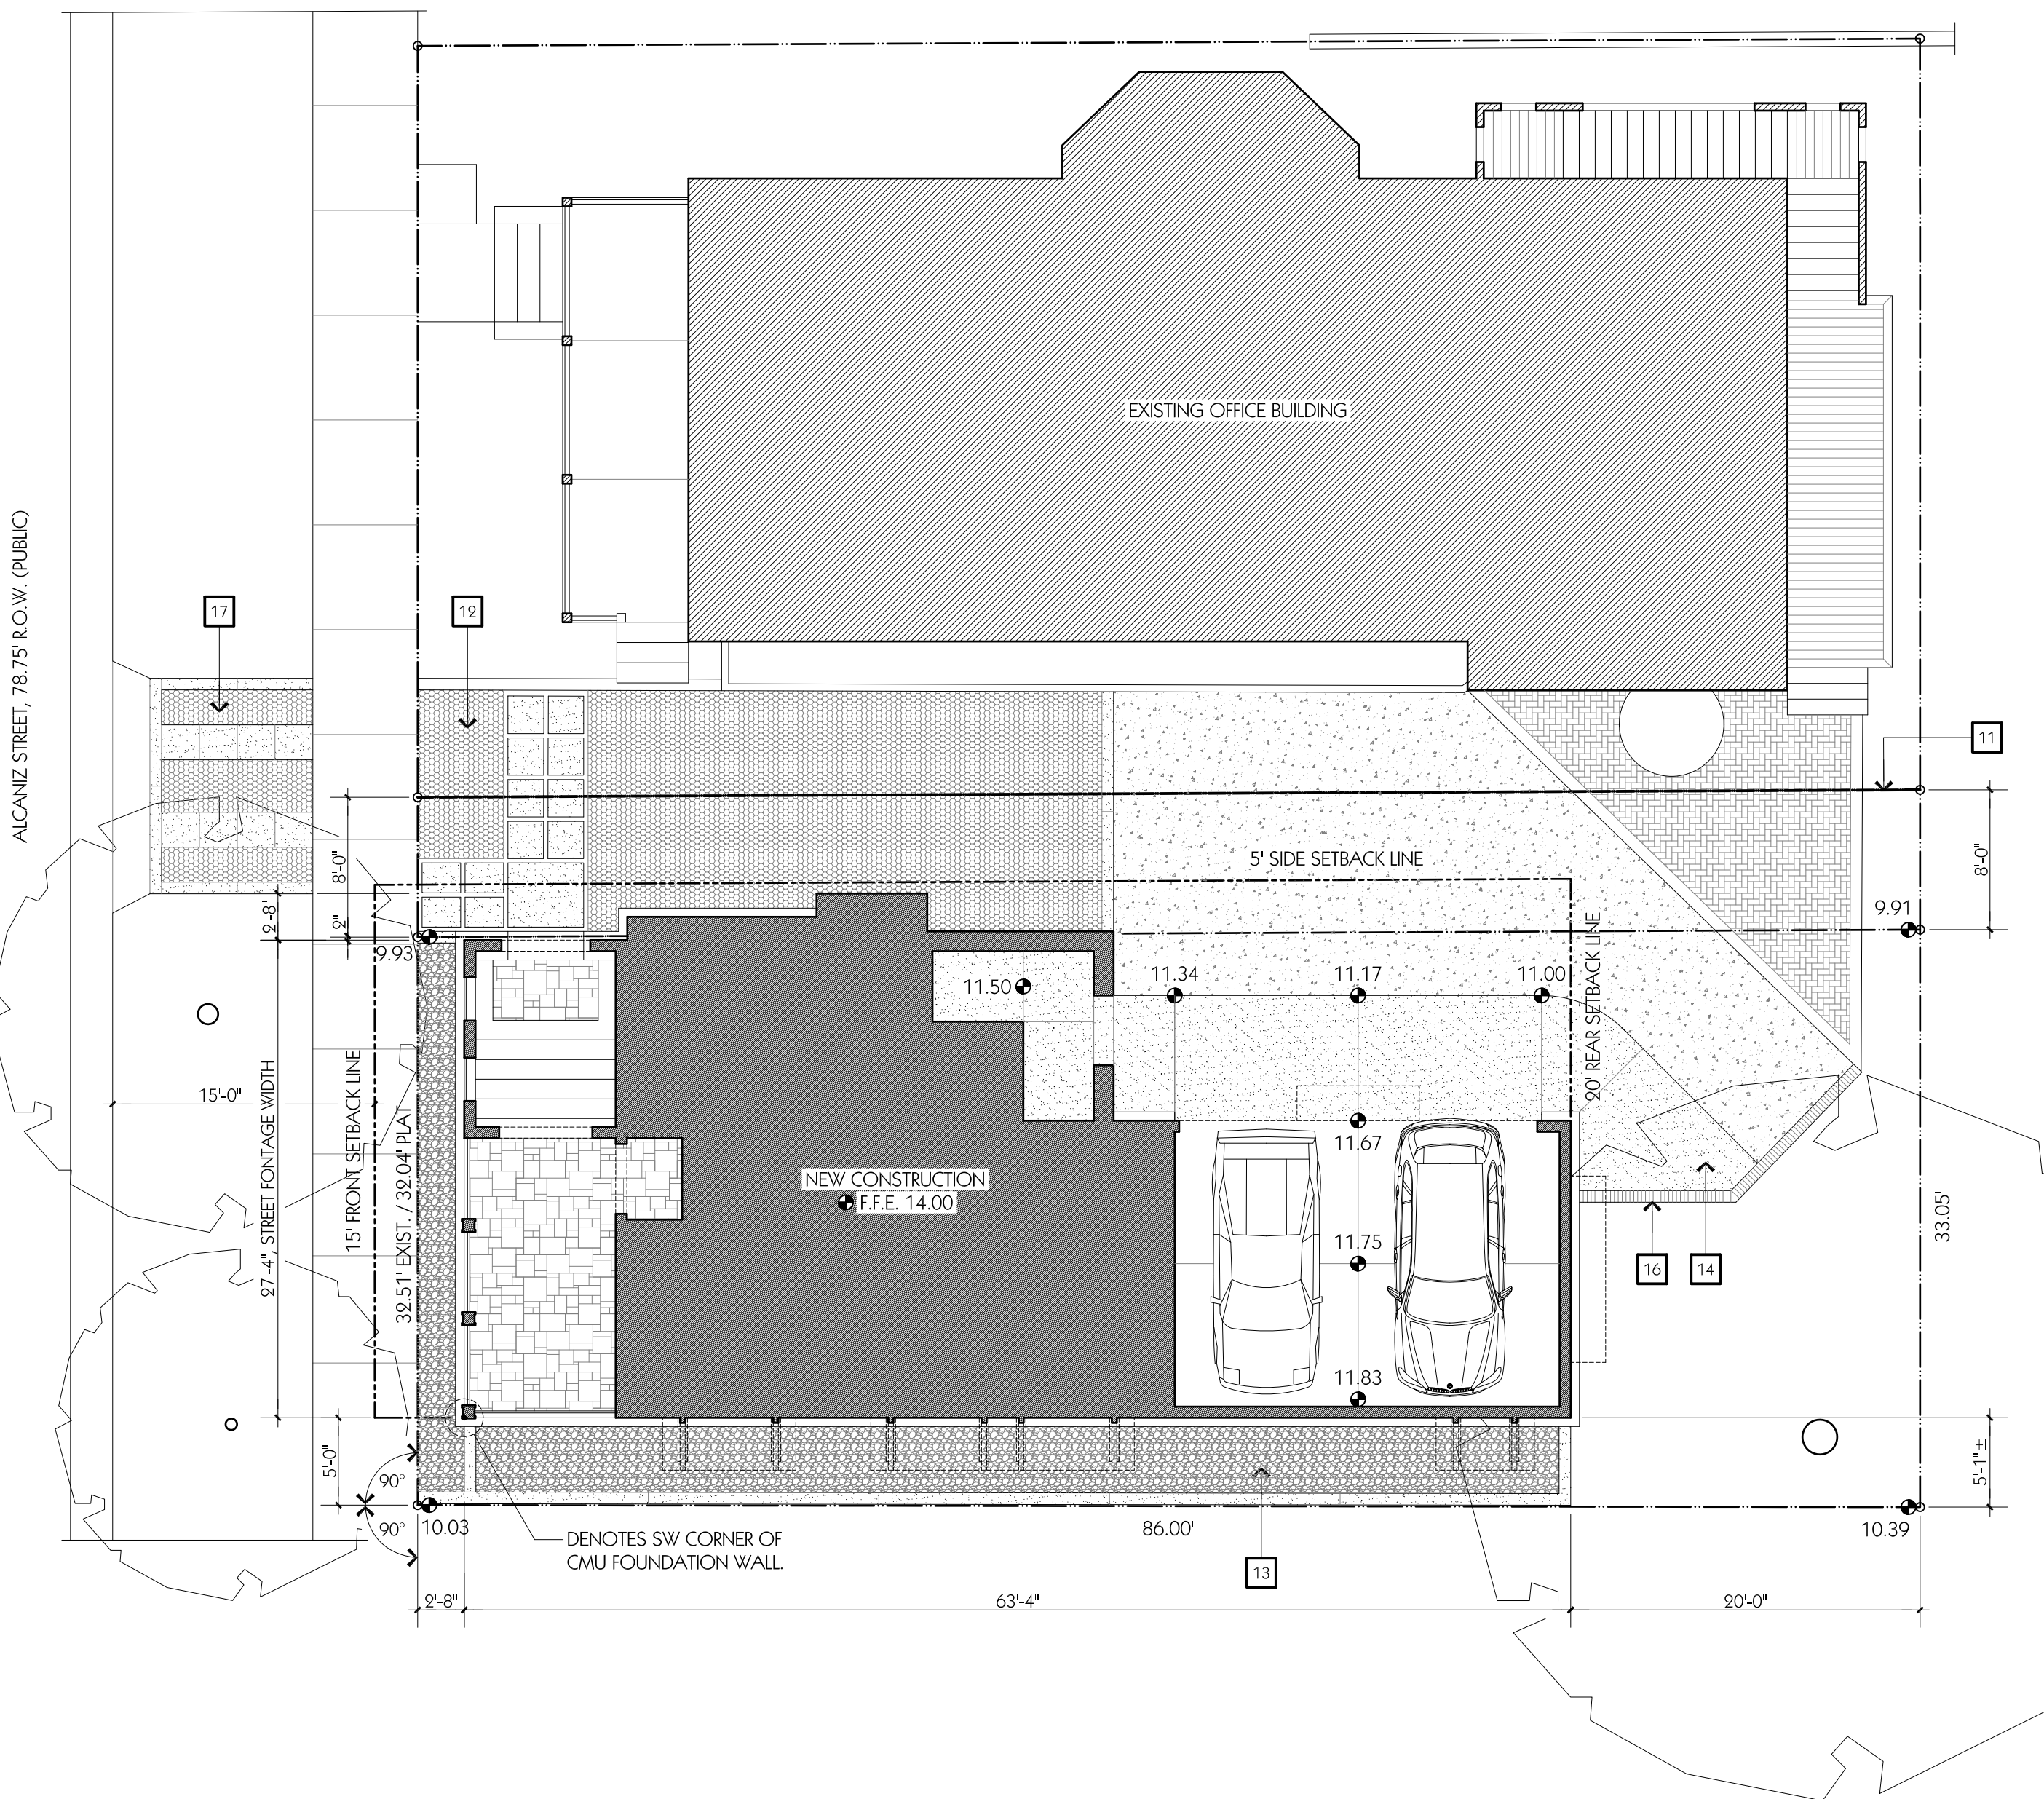 EXISTING OFFICE BUILDING
ALCANIZ STREET, 78.75' R.O.W. (PUBLIC)
17
12
11
8'-0"
8'-0"
5' SIDE SETBACK LINE
2'-8"
2"
9.93
9.91
11.50
11.34
11.17
11.00
20' REAR SETBACK LINE
15'-0"
27'-4", STREET FONTAGE WIDTH
15' FRONT SETBACK LINE
32.51' EXIST. / 32.04' PLAT
11.67
NEW CONSTRUCTION
F.F.E. 14.00
11.75
11.83
16
14
33.05'
5'-0"
90°
90°
5'-1"±
10.03
86.00'
10.39
DENOTES SW CORNER OF
CMU FOUNDATION WALL.
13
2'-8"
63'-4"
20'-0"